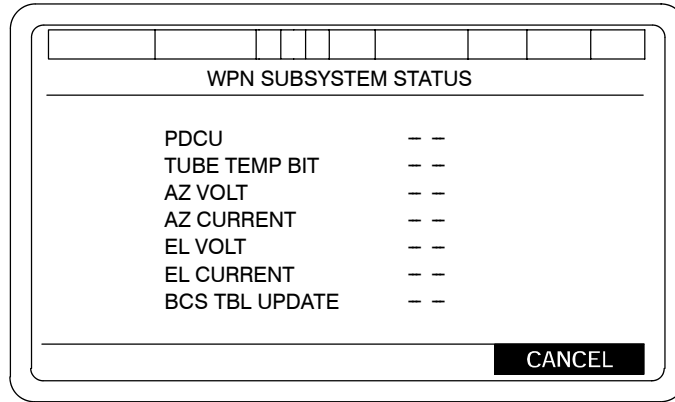 WPN SUBSYSTEM STATUS
PDCU – –
TUBE TEMP BIT – –
AZ VOLT – –
AZ CURRENT – –
EL VOLT – –
EL CURRENT – –
BCS TBL UPDATE – –
CANCEL